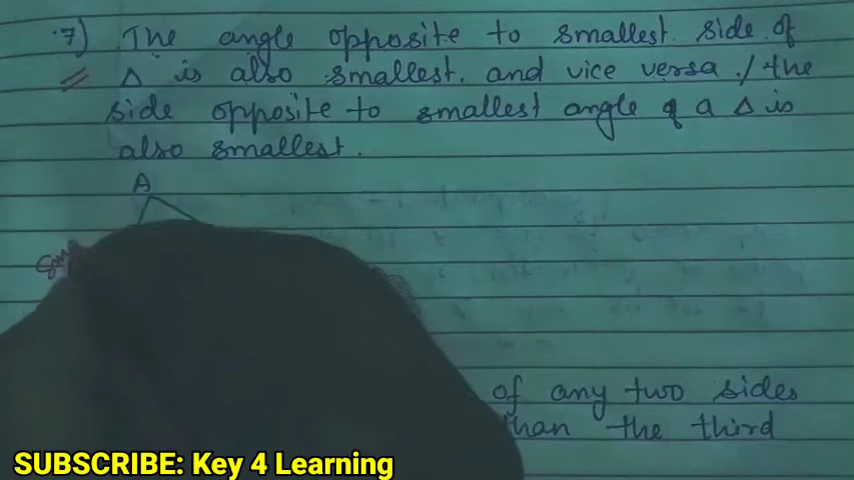 7) The angle opposite to smallest side of
Δ is also smallest. and vice versa ./ the
side opposite to smallest angle of a Δ is
also smallest.
A
of any two sides
than the third
SUBSCRIBE: Key 4 Learning